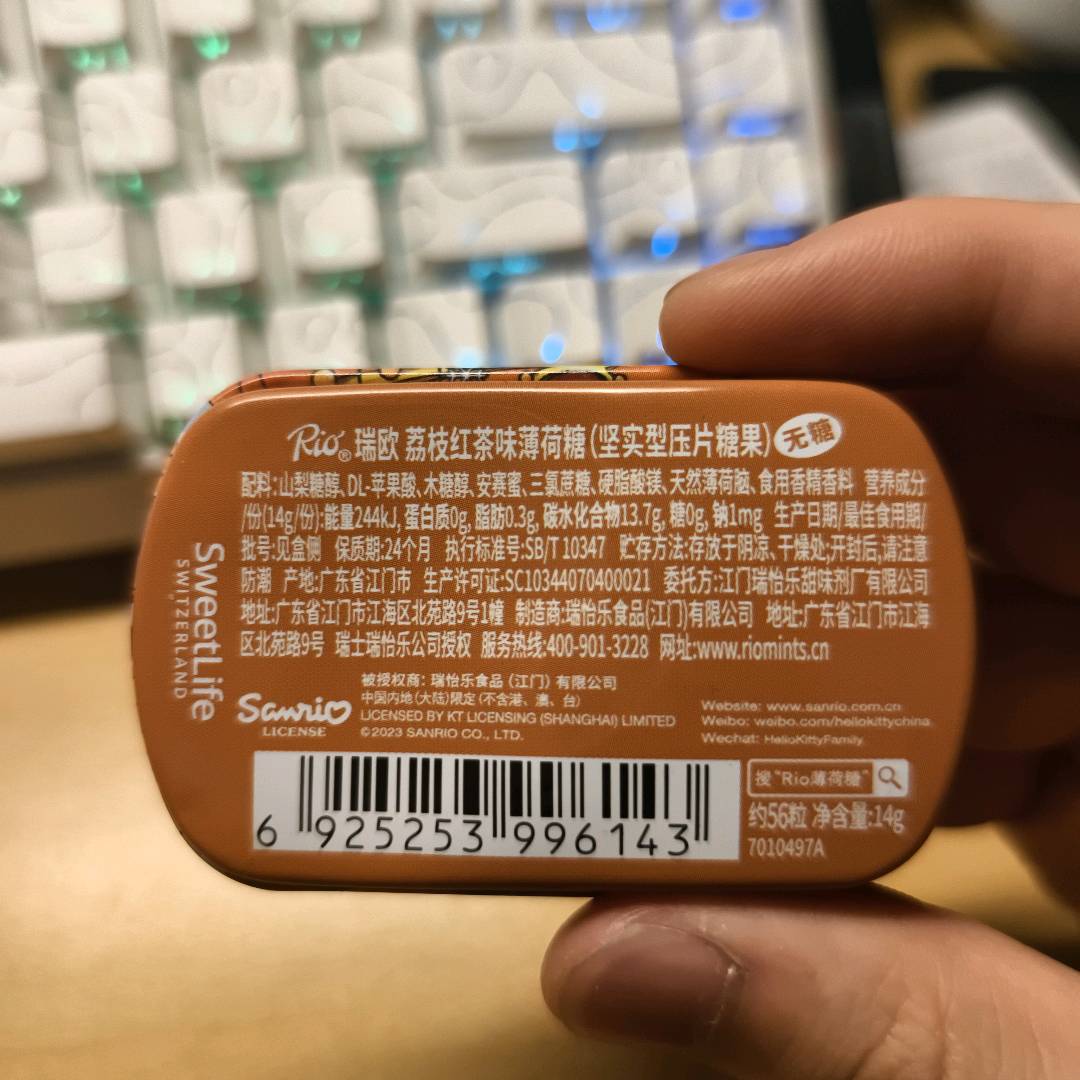 Rio® 瑞欧 荔枝红茶味薄荷糖(坚实型压片糖果) 无糖
配料:山梨糖醇、DL-苹果酸、木糖醇、安赛蜜、三氯蔗糖、硬脂酸镁、天然薄荷脑、食用香精香料 营养成分
/份(14g/份):能量244kJ, 蛋白质0g, 脂肪0.3g, 碳水化合物13.7g, 糖0g, 钠1mg 生产日期/最佳食用期/
批号:见盒侧 保质期:24个月 执行标准号:SB/T 10347 贮存方法:存放于阴凉、干燥处;开封后,请注意
防潮 产地:广东省江门市 生产许可证:SC10344070400021 委托方:江门瑞怡乐甜味剂厂有限公司
地址:广东省江门市江海区北苑路9号1幢 制造商:瑞怡乐食品(江门)有限公司 地址:广东省江门市江海
区北苑路9号 瑞士瑞怡乐公司授权 服务热线:400-901-3228 网址:www.riomints.cn
SweetLife
SWITZERLAND
Sanrio
LICENSE
被授权商: 瑞怡乐食品 (江门) 有限公司
中国内地(大陆)限定 (不含港、澳、台)
LICENSED BY KT LICENSING (SHANGHAI) LIMITED
©2023 SANRIO CO., LTD.
Website: www.sanrio.com.cn
Weibo: weibo.com/hellokittychina
Wechat: HelloKittyFamily
6 925253 996143
搜"Rio薄荷糖"
约56粒 净含量:14g
7010497A